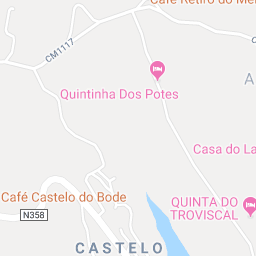 Café Retiro do Me
CM1117
Quintinha Dos Potes
A
Casa do La
Café Castelo do Bode
N358
QUINTA DO
TROVISCAL
CASTELO